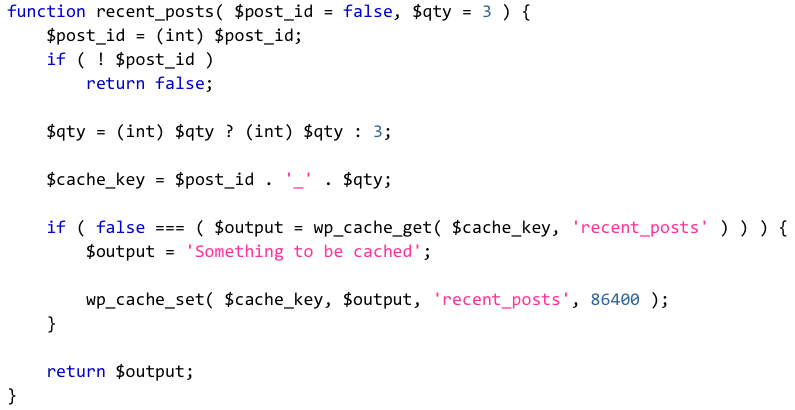 function recent_posts( $post_id = false, $qty = 3 ) {
    $post_id = (int) $post_id;
    if ( ! $post_id )
        return false;

    $qty = (int) $qty ? (int) $qty : 3;

    $cache_key = $post_id . '_' . $qty;

    if ( false === ( $output = wp_cache_get( $cache_key, 'recent_posts' ) ) ) {
        $output = 'Something to be cached';

        wp_cache_set( $cache_key, $output, 'recent_posts', 86400 );
    }

    return $output;
}